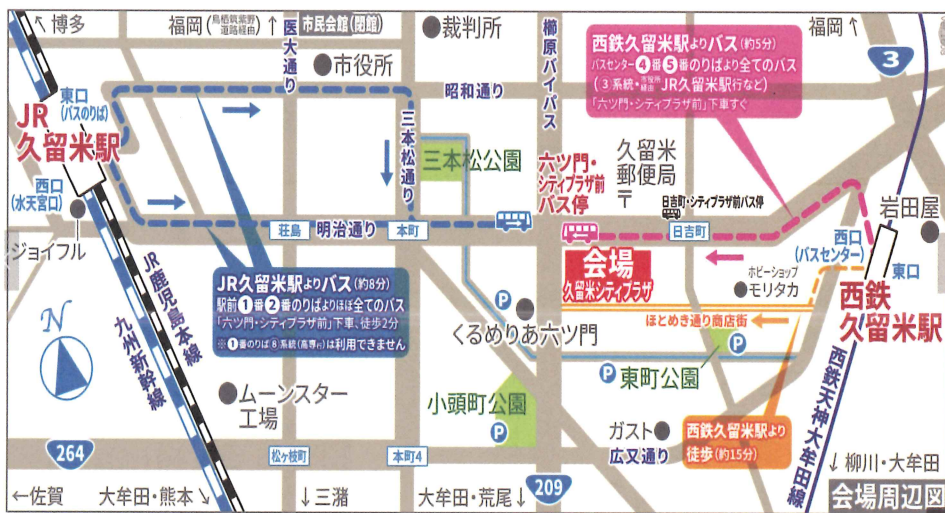 ↖博多
福岡(鳥栖筑紫野道路経由)↑
市民会館(閉館)
医大通り
裁判所
櫛原バイパス
福岡↑
3
市役所
東口
(バスのりば)
JR
久留米駅
西口
(水天宮口)
ジョイフル
昭和通り
三本松通り
三本松公園
六ツ門・
シティプラザ前
バス停
久留米
郵便局
〒
日吉町・シティプラザ前バス停
西鉄久留米駅よりバス(約5分)
バスセンター4番5番のりばより全てのバス
(3系統・市役所経由JR久留米駅行など)
「六ツ門・シティプラザ前」下車すぐ
岩田屋
荘島
明治通り
本町
日吉町
西口
(バスセンター)
東口
西鉄
久留米駅
会場
久留米シティプラザ
ホビーショップ
モリタカ
ほとめき通り商店街
JR久留米駅よりバス(約8分)
駅前1番2番のりばよりほぼ全てのバス
「六ツ門・シティプラザ前」下車、徒歩2分
※1番のりば8系統(高専行)は利用できません
JR鹿児島本線
九州新幹線
N
P
くるめりあ六ツ門
P
P
東町公園
西鉄天神大牟田線
ムーンスター
工場
小頭町公園
P
ガスト
広又通り
西鉄久留米駅より
徒歩(約15分)
264
松ヶ枝町
本町4
209
←佐賀
大牟田・熊本↘
↓三潴
大牟田・荒尾↓
↓柳川・大牟田
会場周辺図